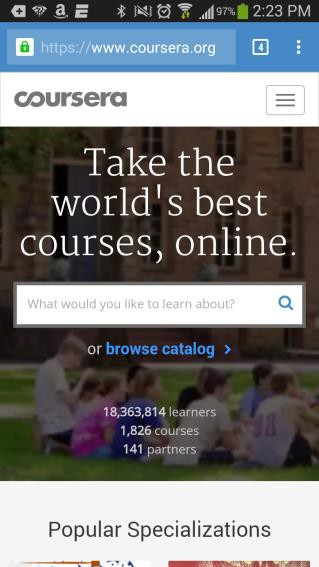 97% 2:23 PM
https://www.coursera.org 4
coursera
Take the
world's best
courses, online.
What would you like to learn about?
or browse catalog >
18,363,814 learners
1,826 courses
141 partners
Popular Specializations